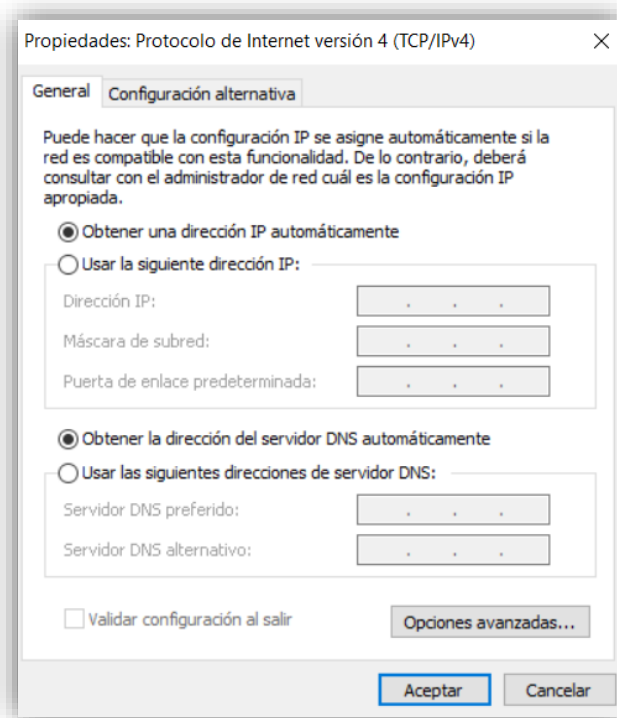 Propiedades: Protocolo de Internet versión 4 (TCP/IPv4)
General
Configuración alternativa
Puede hacer que la configuración IP se asigne automáticamente si la
red es compatible con esta funcionalidad. De lo contrario, deberá
consultar con el administrador de red cuál es la configuración IP
apropiada.
Obtener una dirección IP automáticamente
Usar la siguiente dirección IP:
Dirección IP:
Máscara de subred:
Puerta de enlace predeterminada:
Obtener la dirección del servidor DNS automáticamente
Usar las siguientes direcciones de servidor DNS:
Servidor DNS preferido:
Servidor DNS alternativo:
Validar configuración al salir
Opciones avanzadas...
Aceptar
Cancelar